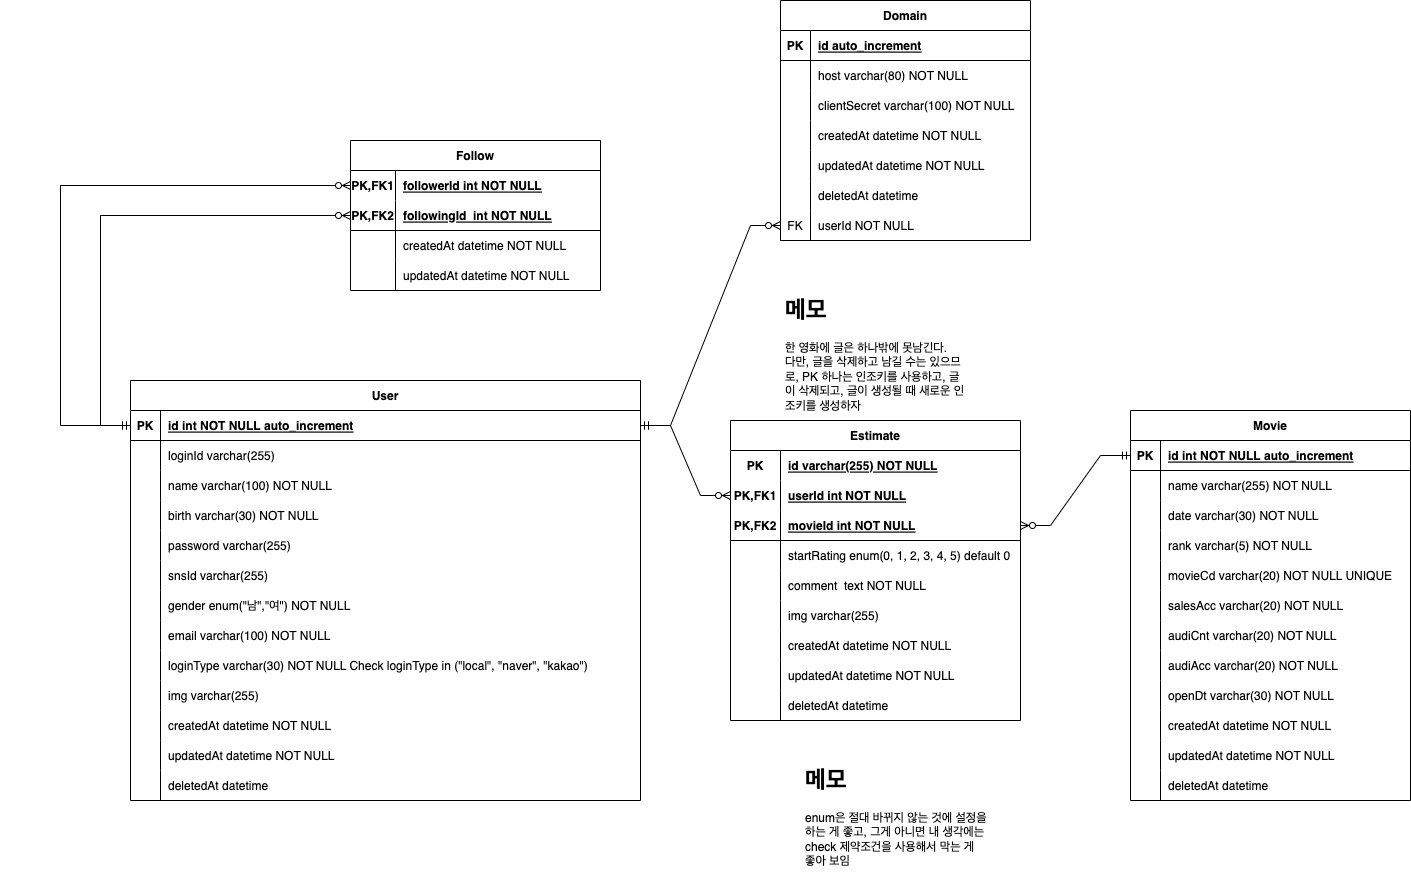 Domain
PK id auto_increment
host varchar(80) NOT NULL
clientSecret varchar(100) NOT NULL
createdAt datetime NOT NULL
updatedAt datetime NOT NULL
deletedAt datetime
FK userId NOT NULL
Follow
PK,FK1 followerId int NOT NULL
PK,FK2 followingId  int NOT NULL
createdAt datetime NOT NULL
updatedAt datetime NOT NULL
메모
한 영화에 글은 하나밖에 못남긴다.
다만, 글을 삭제하고 남길 수는 있으므
로, PK 하나는 인조키를 사용하고, 글
이 삭제되고, 글이 생성될 때 새로운 인
조키를 생성하자
User
PK id int NOT NULL auto_increment
loginId varchar(255)
name varchar(100) NOT NULL
birth varchar(30) NOT NULL
password varchar(255)
snsId varchar(255)
gender enum("남","여") NOT NULL
email varchar(100) NOT NULL
loginType varchar(30) NOT NULL Check loginType in ("local", "naver", "kakao")
img varchar(255)
createdAt datetime NOT NULL
updatedAt datetime NOT NULL
deletedAt datetime
Estimate
PK id varchar(255) NOT NULL
PK,FK1 userId int NOT NULL
PK,FK2 movieId int NOT NULL
startRating enum(0, 1, 2, 3, 4, 5) default 0
comment  text NOT NULL
img varchar(255)
createdAt datetime NOT NULL
updatedAt datetime NOT NULL
deletedAt datetime
Movie
PK id int NOT NULL auto_increment
name varchar(255) NOT NULL
date varchar(30) NOT NULL
rank varchar(5) NOT NULL
movieCd varchar(20) NOT NULL UNIQUE
salesAcc varchar(20) NOT NULL
audiCnt varchar(20) NOT NULL
audiAcc varchar(20) NOT NULL
openDt varchar(30) NOT NULL
createdAt datetime NOT NULL
updatedAt datetime NOT NULL
deletedAt datetime
메모
enum은 절대 바뀌지 않는 것에 설정을
하는 게 좋고, 그게 아니면 내 생각에는
check 제약조건을 사용해서 막는 게
좋아 보임